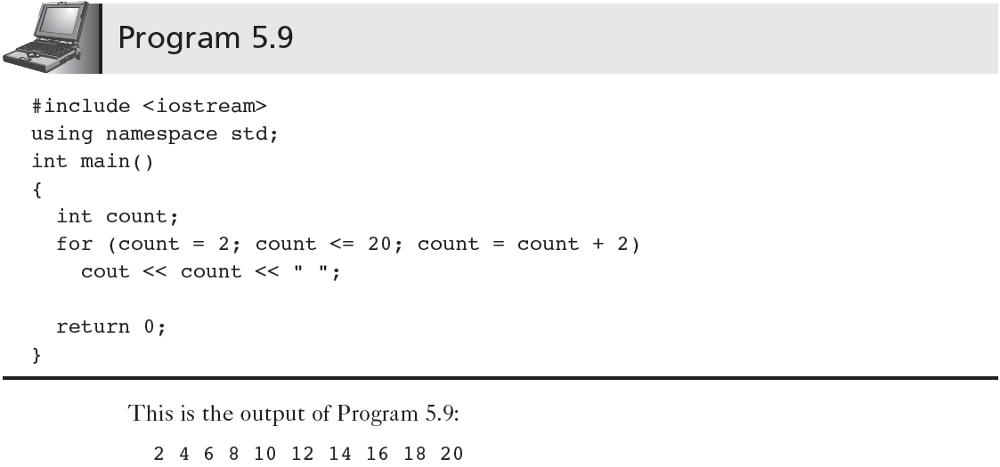 Program 5.9
#include <iostream>
using namespace std;
int main()
{
  int count;
  for (count = 2; count <= 20; count = count + 2)
    cout << count << " ";
  return 0;
}
This is the output of Program 5.9:
2 4 6 8 10 12 14 16 18 20